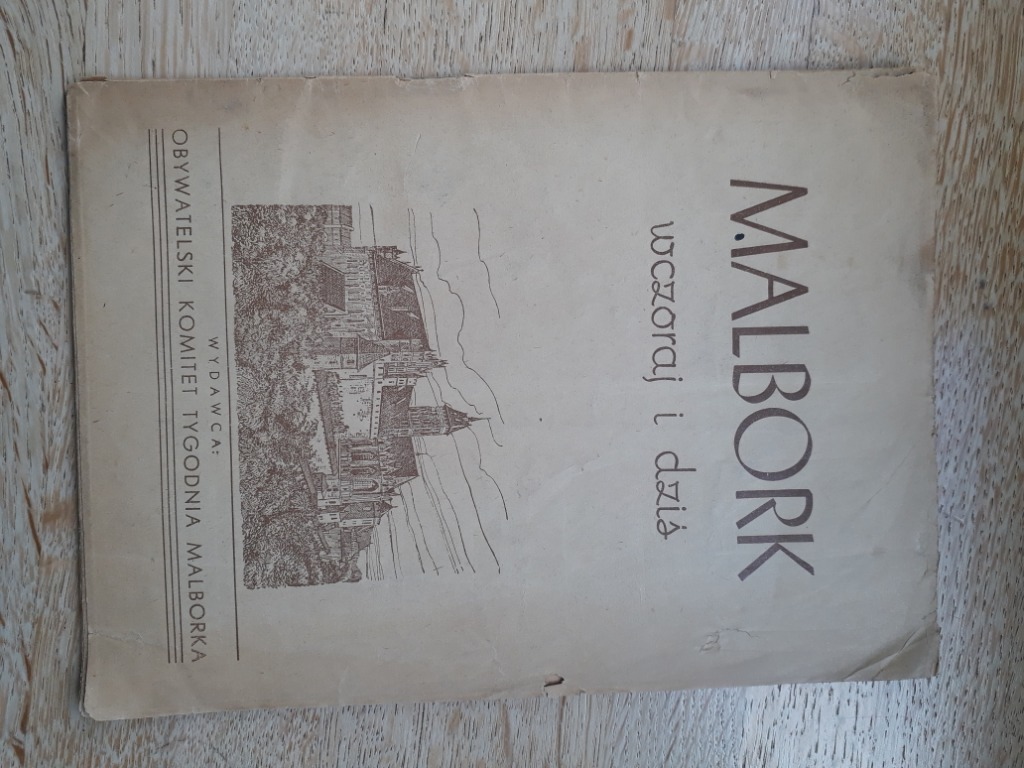 MALBORK
wczoraj i dziś
WYDAWCA:
OBYWATELSKI KOMITET TYGODNIA MALBORKA